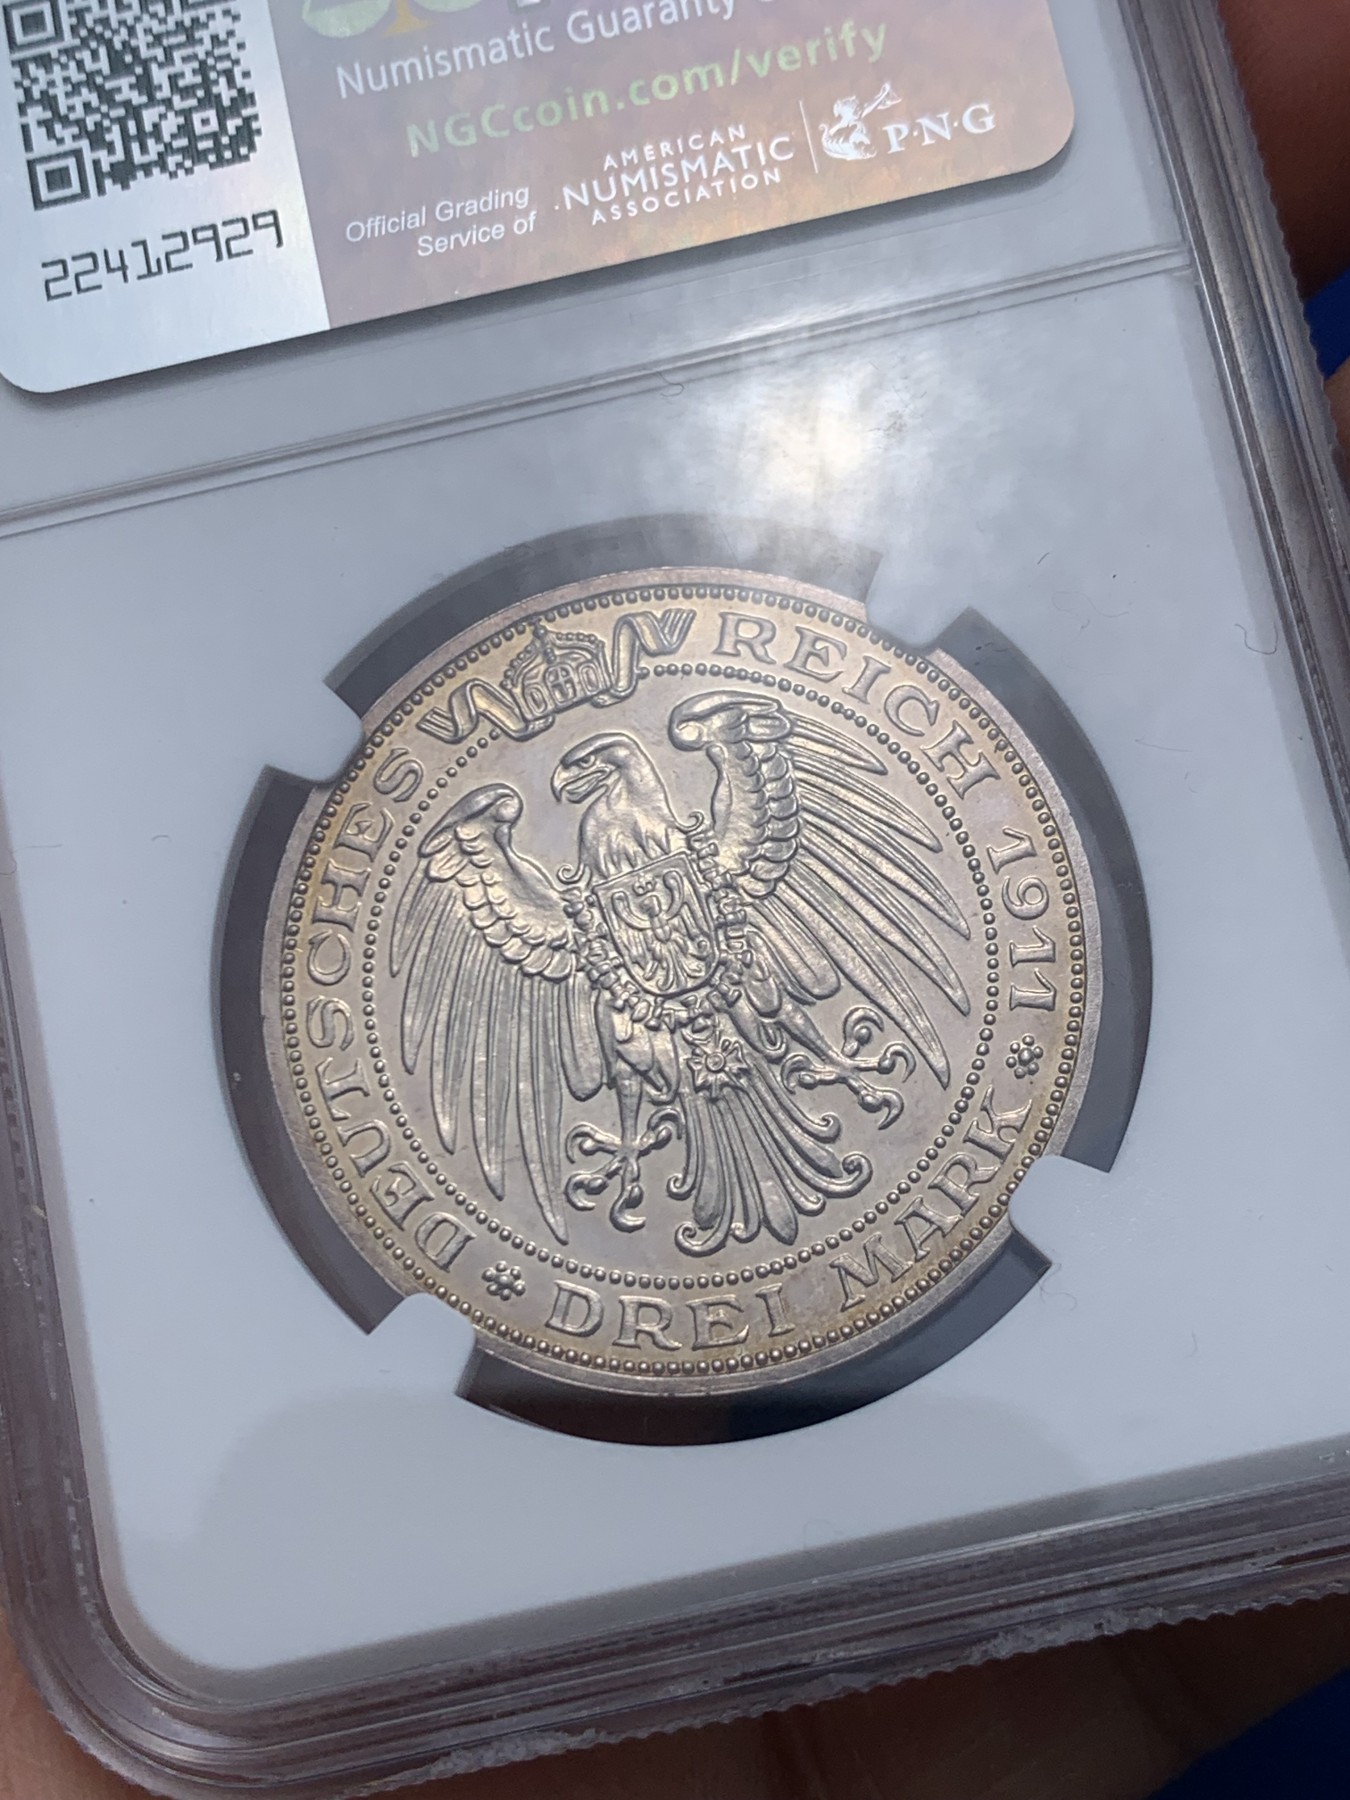 Numismatic Guaranty
NGCcoin.com/verify
Official Grading
Service of
AMERICAN
NUMISMATIC
ASSOCIATION
P·N·G
22412929
DEUTSCHES REICH 1911
DREI MARK